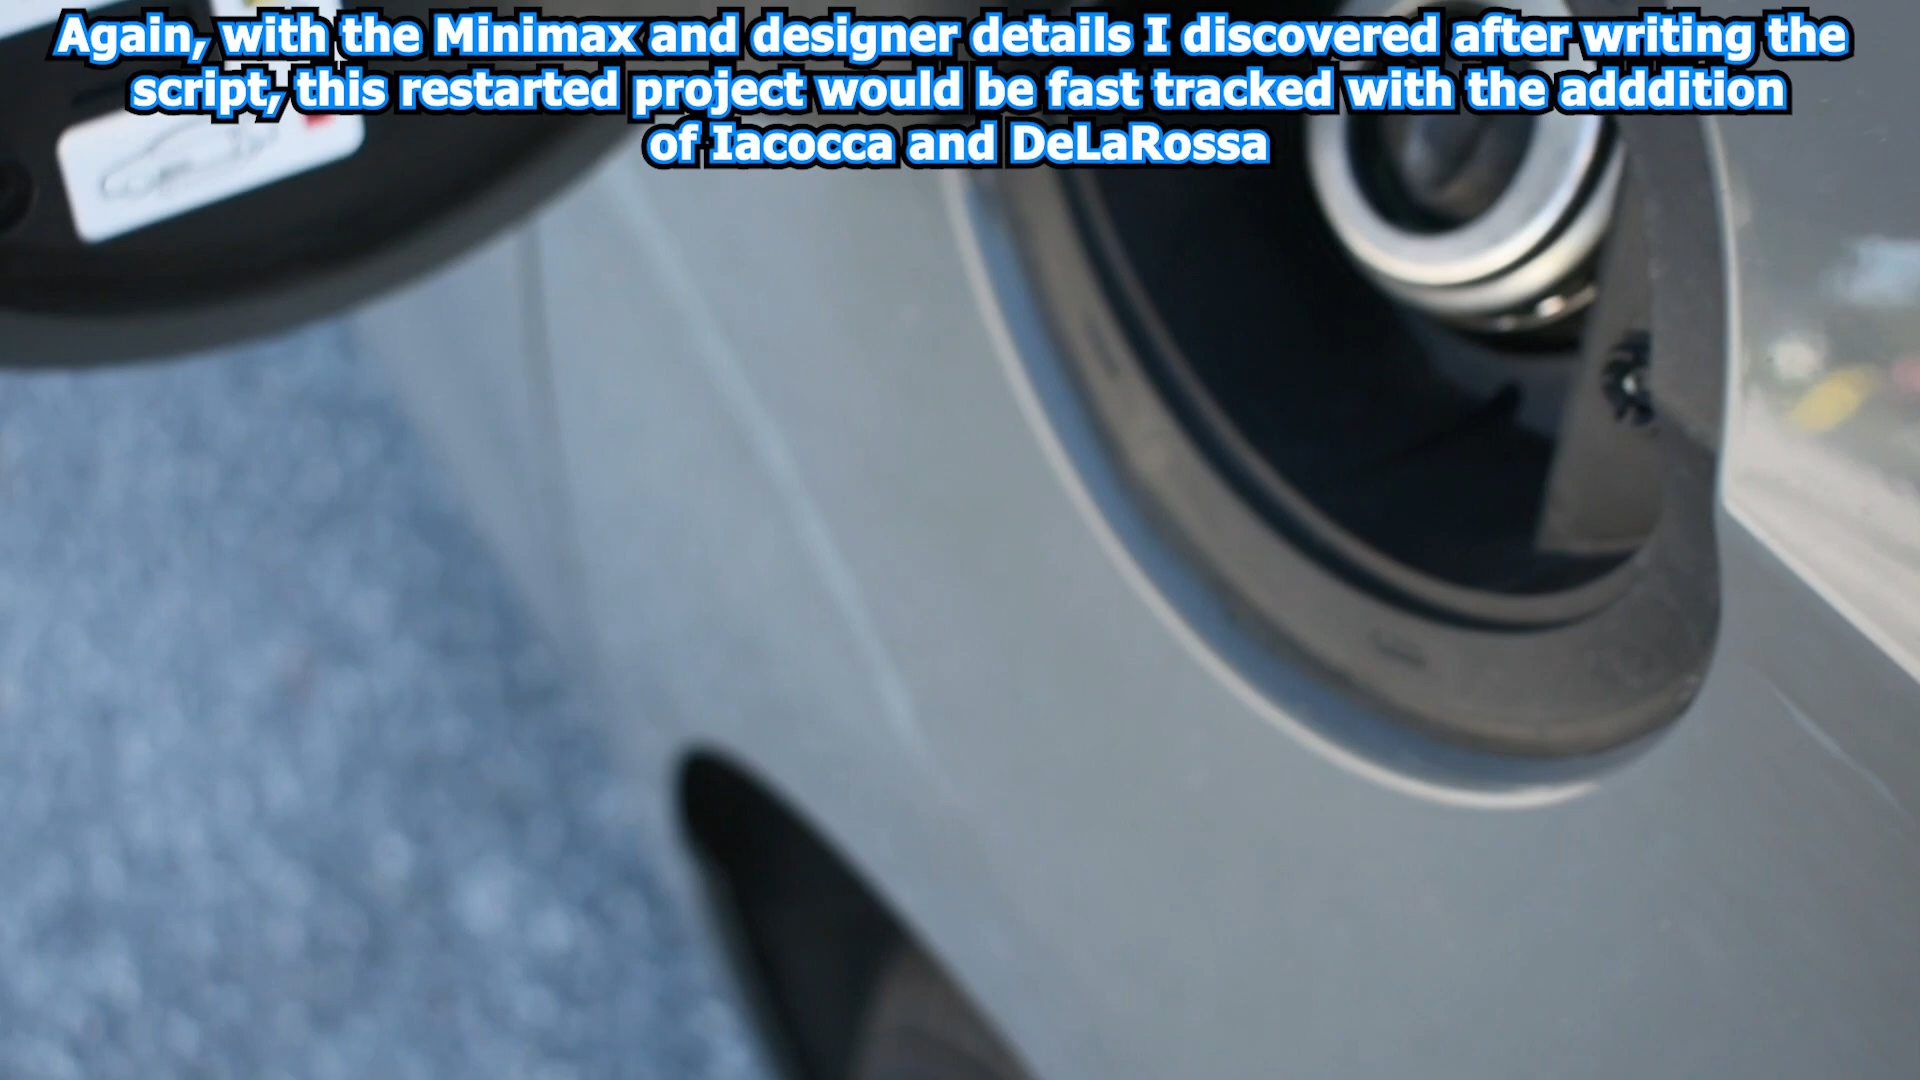 Again, with the Minimax and designer details I discovered after writing the
script, this restarted project would be fast tracked with the adddition
of Iacocca and DeLaRossa